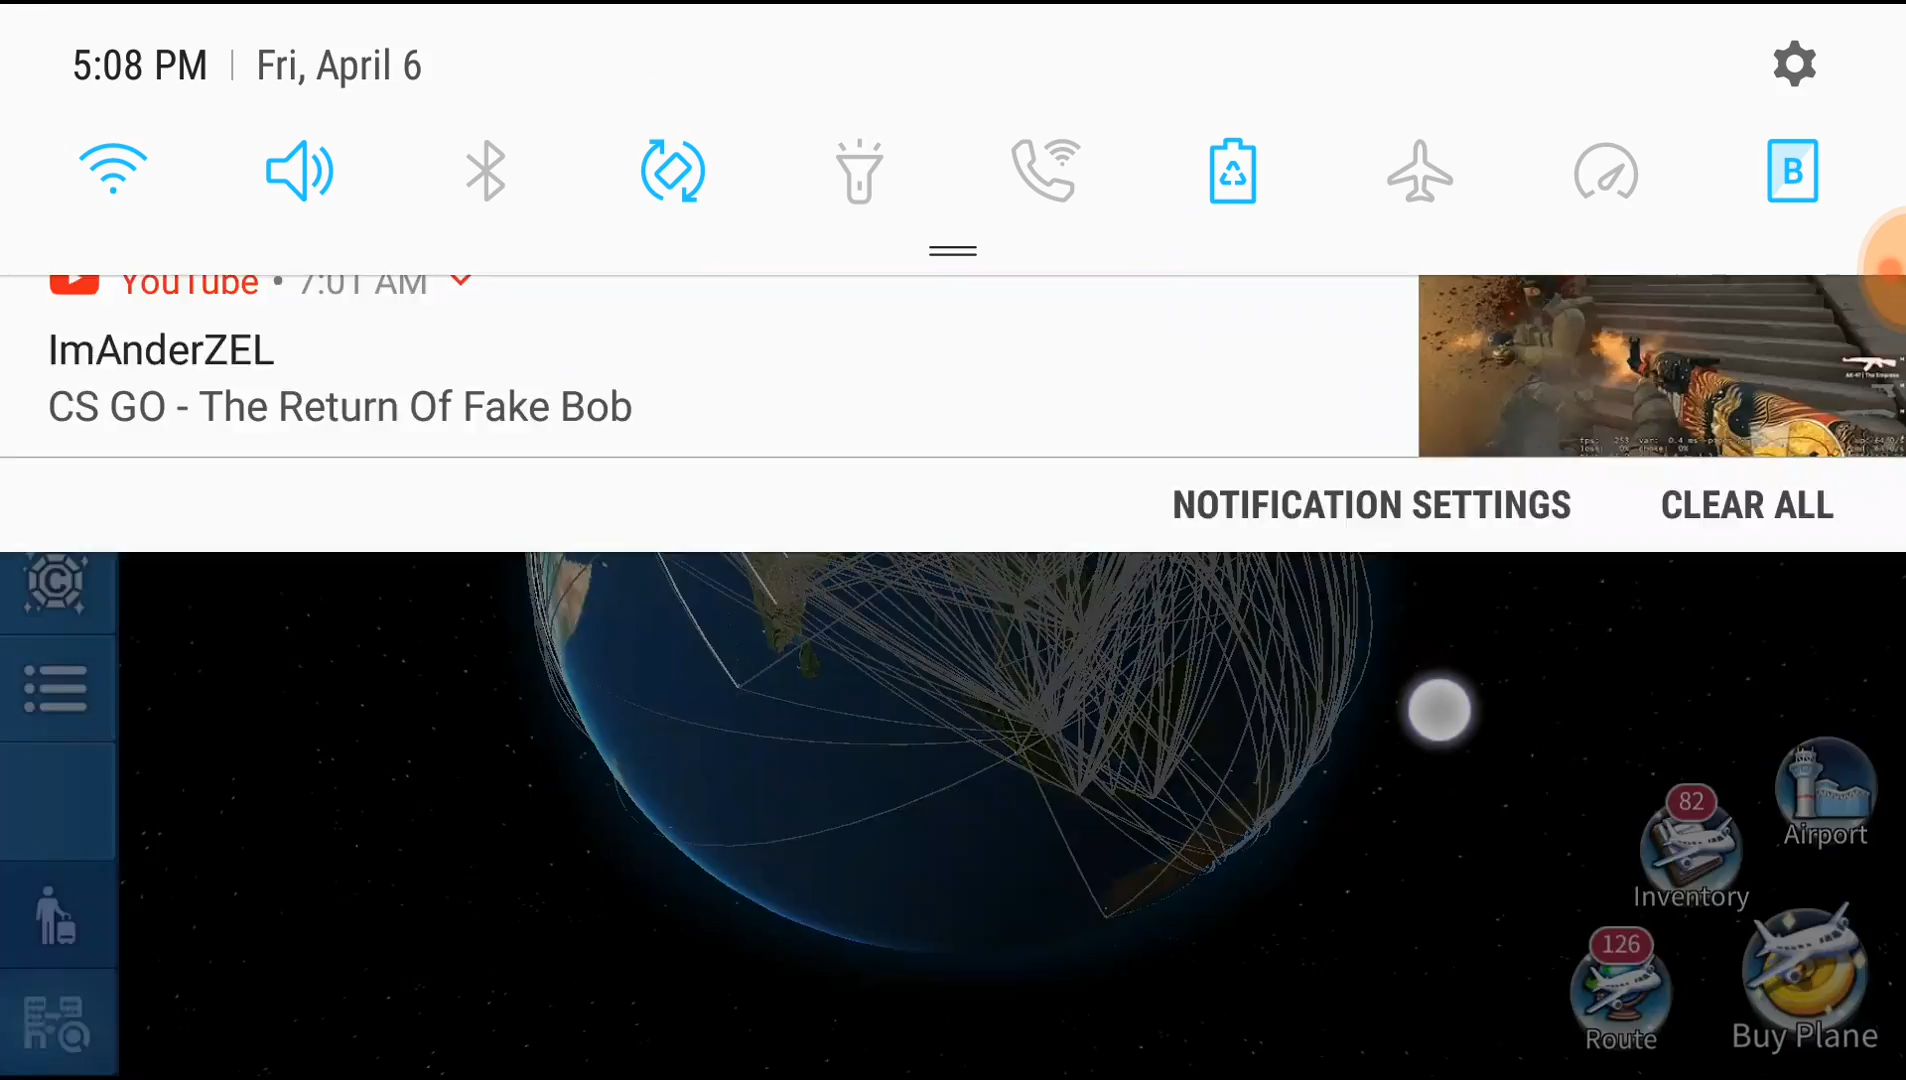 5:08 PM | Fri, April 6
B
YouTube • 7:01 AM
ImAnderZEL
CS GO - The Return Of Fake Bob
NOTIFICATION SETTINGS CLEAR ALL
C
82
Airport
Inventory
126
Route
Buy Plane